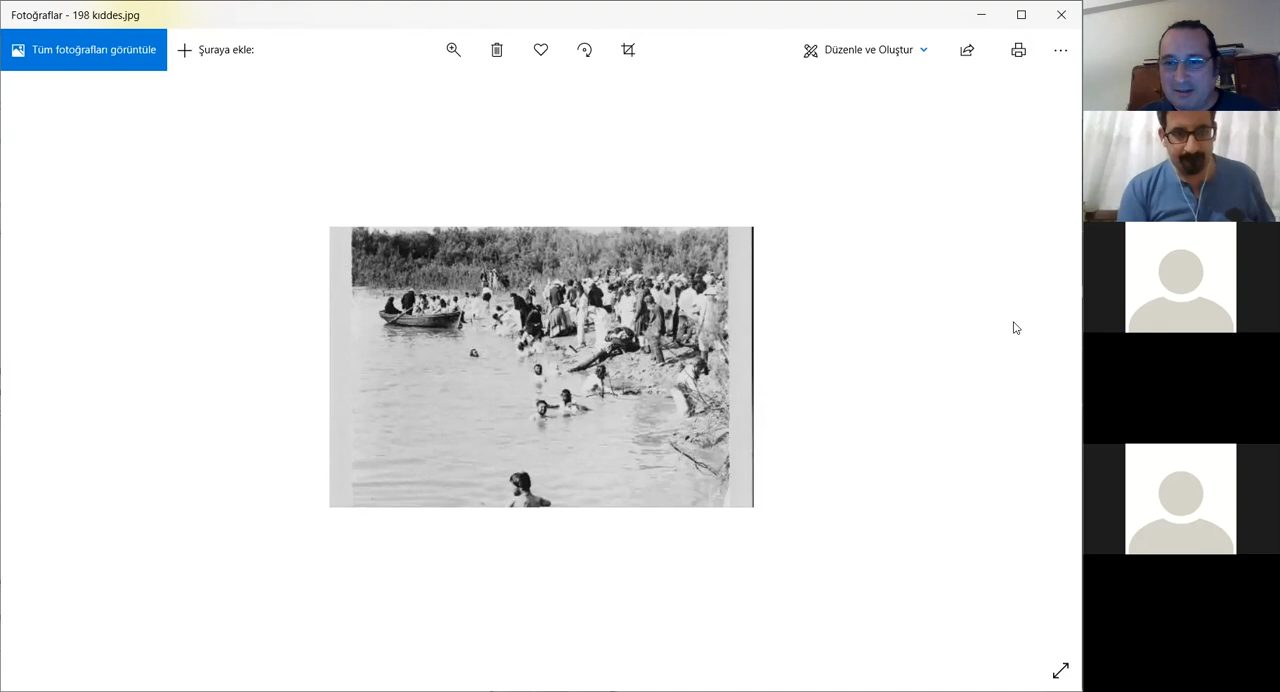 Fotoğraflar - 198 kıddes.jpg
Tüm fotoğrafları görüntüle
Şuraya ekle:
Düzenle ve Oluştur